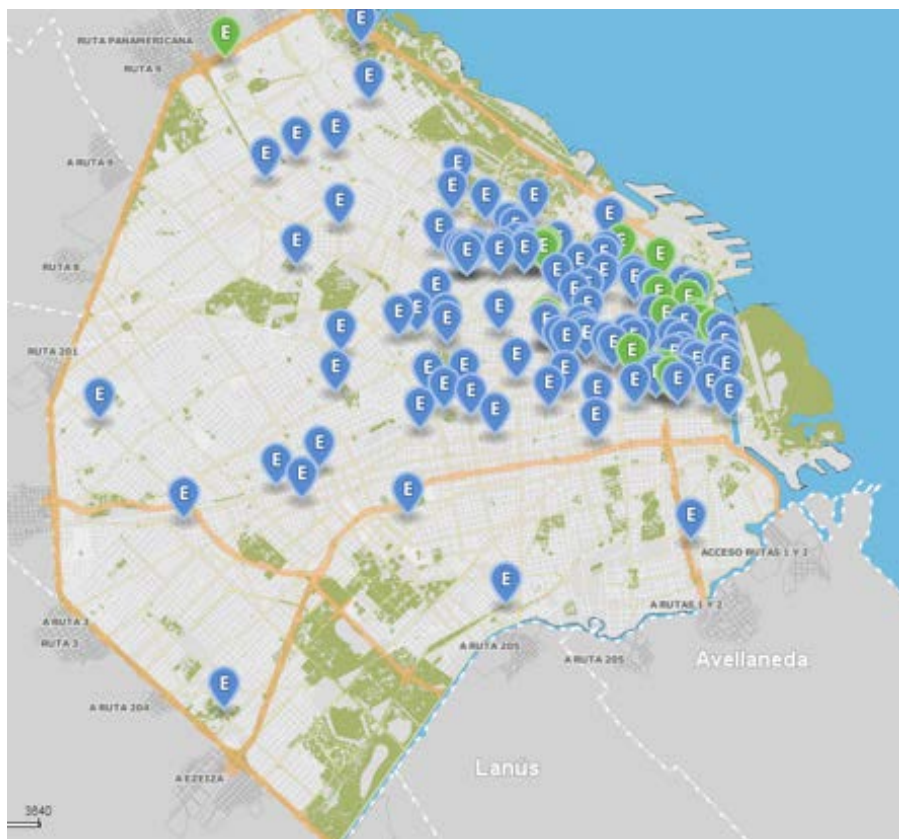 RUTA PANAMERICANA
RUTA 9
A RUTA 9
RUTA 8
RUTA 201
ACCESO RUTAS 1 Y 2
A RUTAS 1 Y 2
A RUTA 3
RUTA 3
A RUTA 205
A RUTA 205
Avellaneda
A RUTA 204
Lanus
A EZEIZA
3840